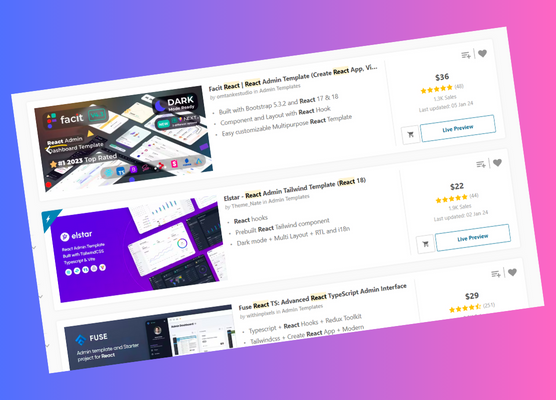 Facit React | React Admin Template (Create React App, Vi...
by omtankestudio in Admin Templates
Built with Bootstrap 5.3.2 and React 17 & 18
Component and Layout with React Hook
Easy customizable Multipurpose React Template
$36
(48)
1.3K Sales
Last updated: 03 Jan 24
Live Preview
facit
DARK
Mode Ready
React Admin
Dashboard Template
#1 2023 Top Rated
Elstar - React Admin Tailwind Template (React 18)
by Theme_Nate in Admin Templates
React hooks
Prebuilt React Tailwind component
Dark mode + Multi Layout + RTL and i18n
$22
(44)
1.9K Sales
Last updated: 02 Jan 24
Live Preview
elstar
React Admin Template
Built with TailwindCSS
Typescript & Vite
Fuse React TS: Advanced React TypeScript Admin Interface
by withinpixels in Admin Templates
Typescript + React Hooks + Redux Toolkit
Tailwindcss + Create React App + Modern
$29
(251)
FUSE
Admin template and Starter
project for React